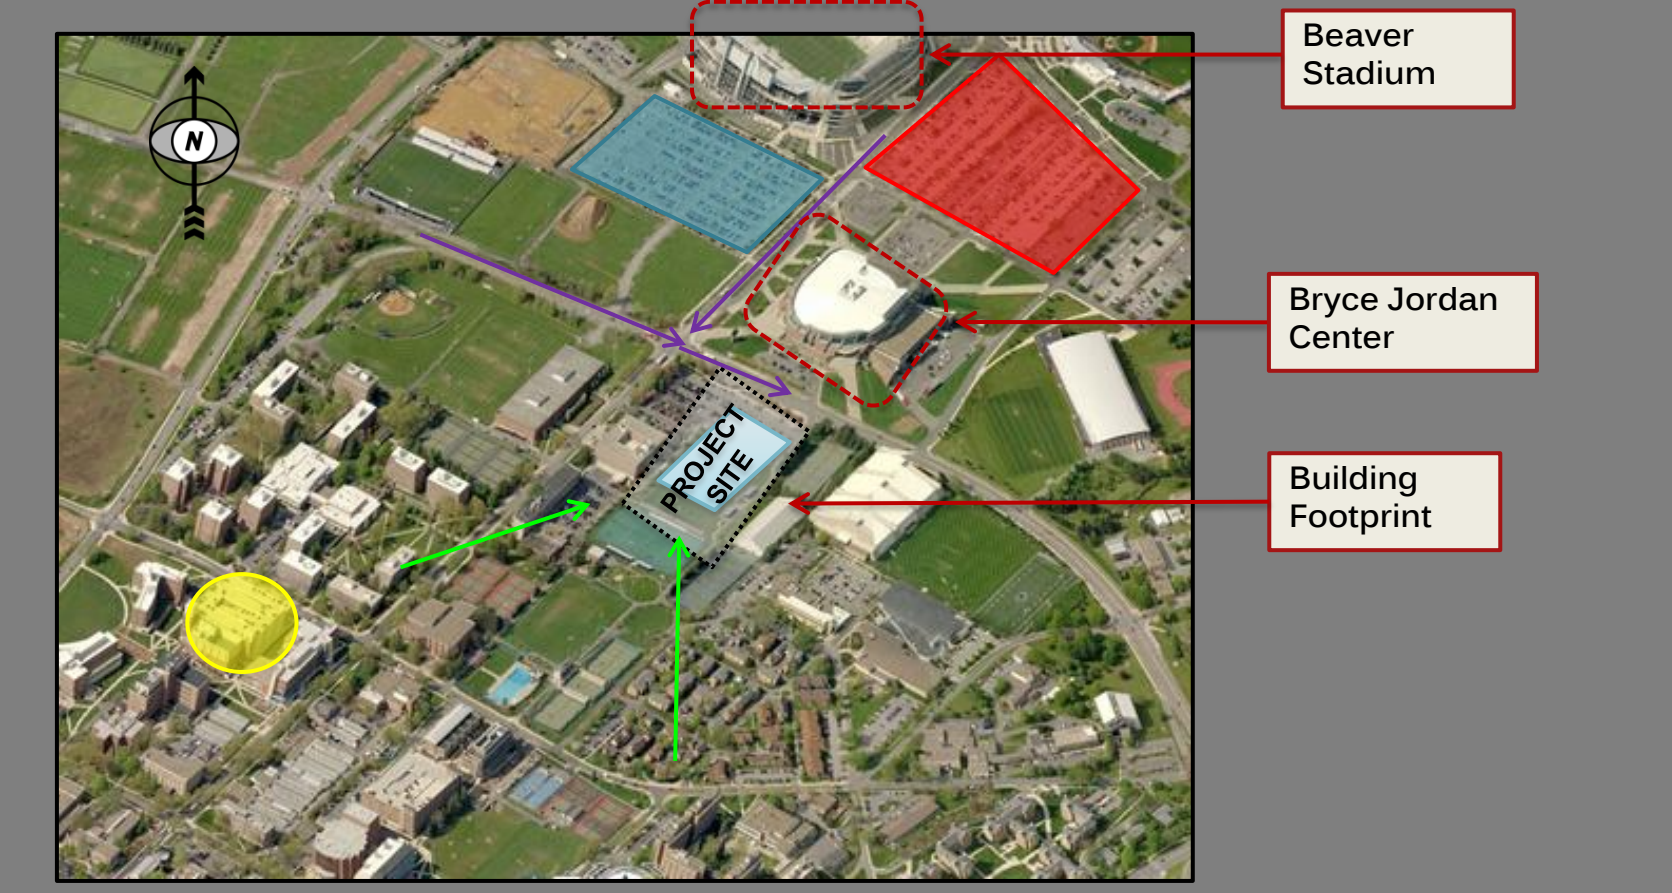 Beaver
Stadium
N
Bryce Jordan
Center
PROJECT
SITE
Building
Footprint